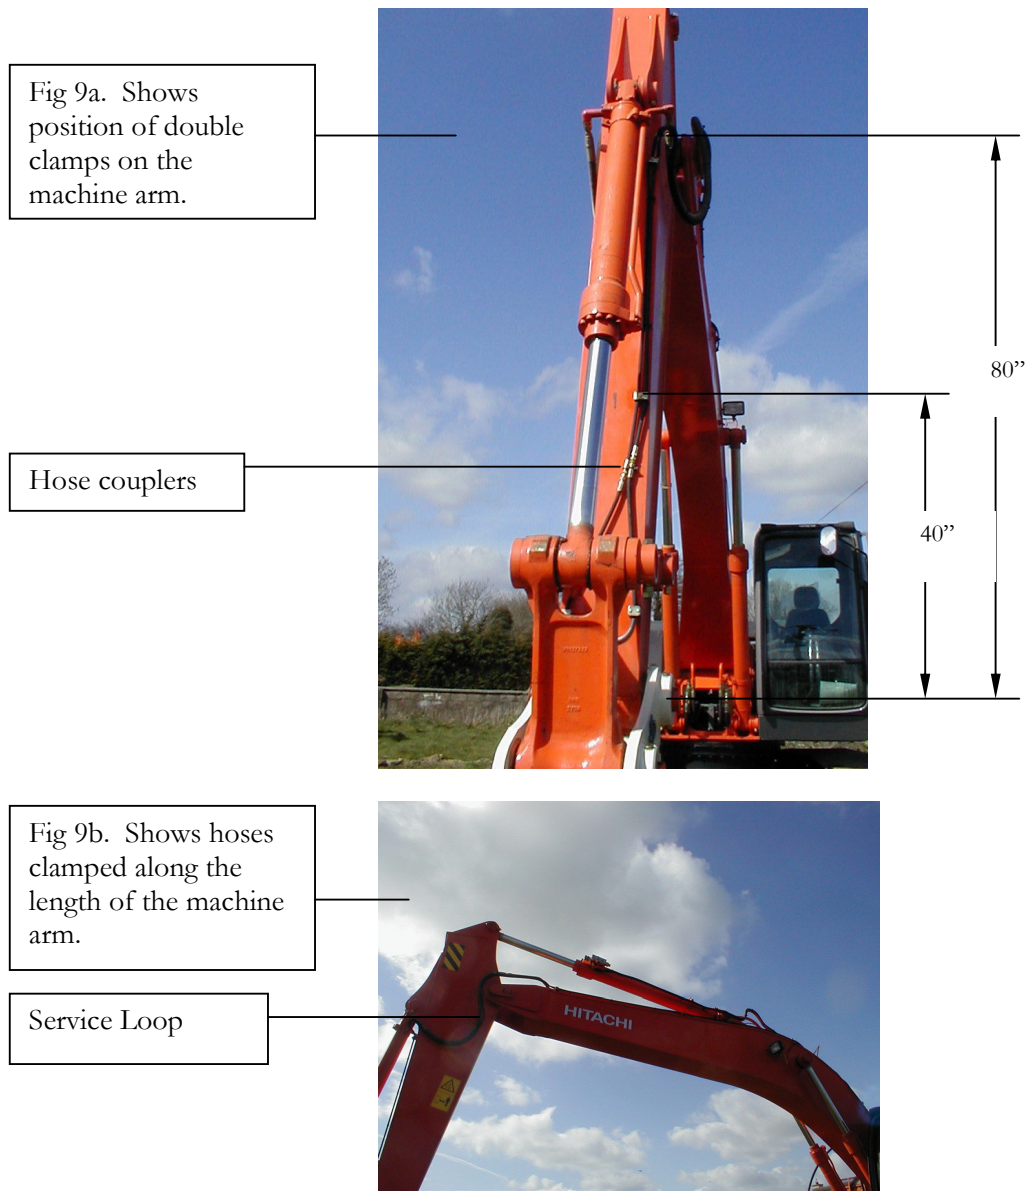 Fig 9a.  Shows
position of double
clamps on the
machine arm.
80”
Hose couplers
40”
Fig 9b.  Shows hoses
clamped along the
length of the machine
arm.
Service Loop
HITACHI